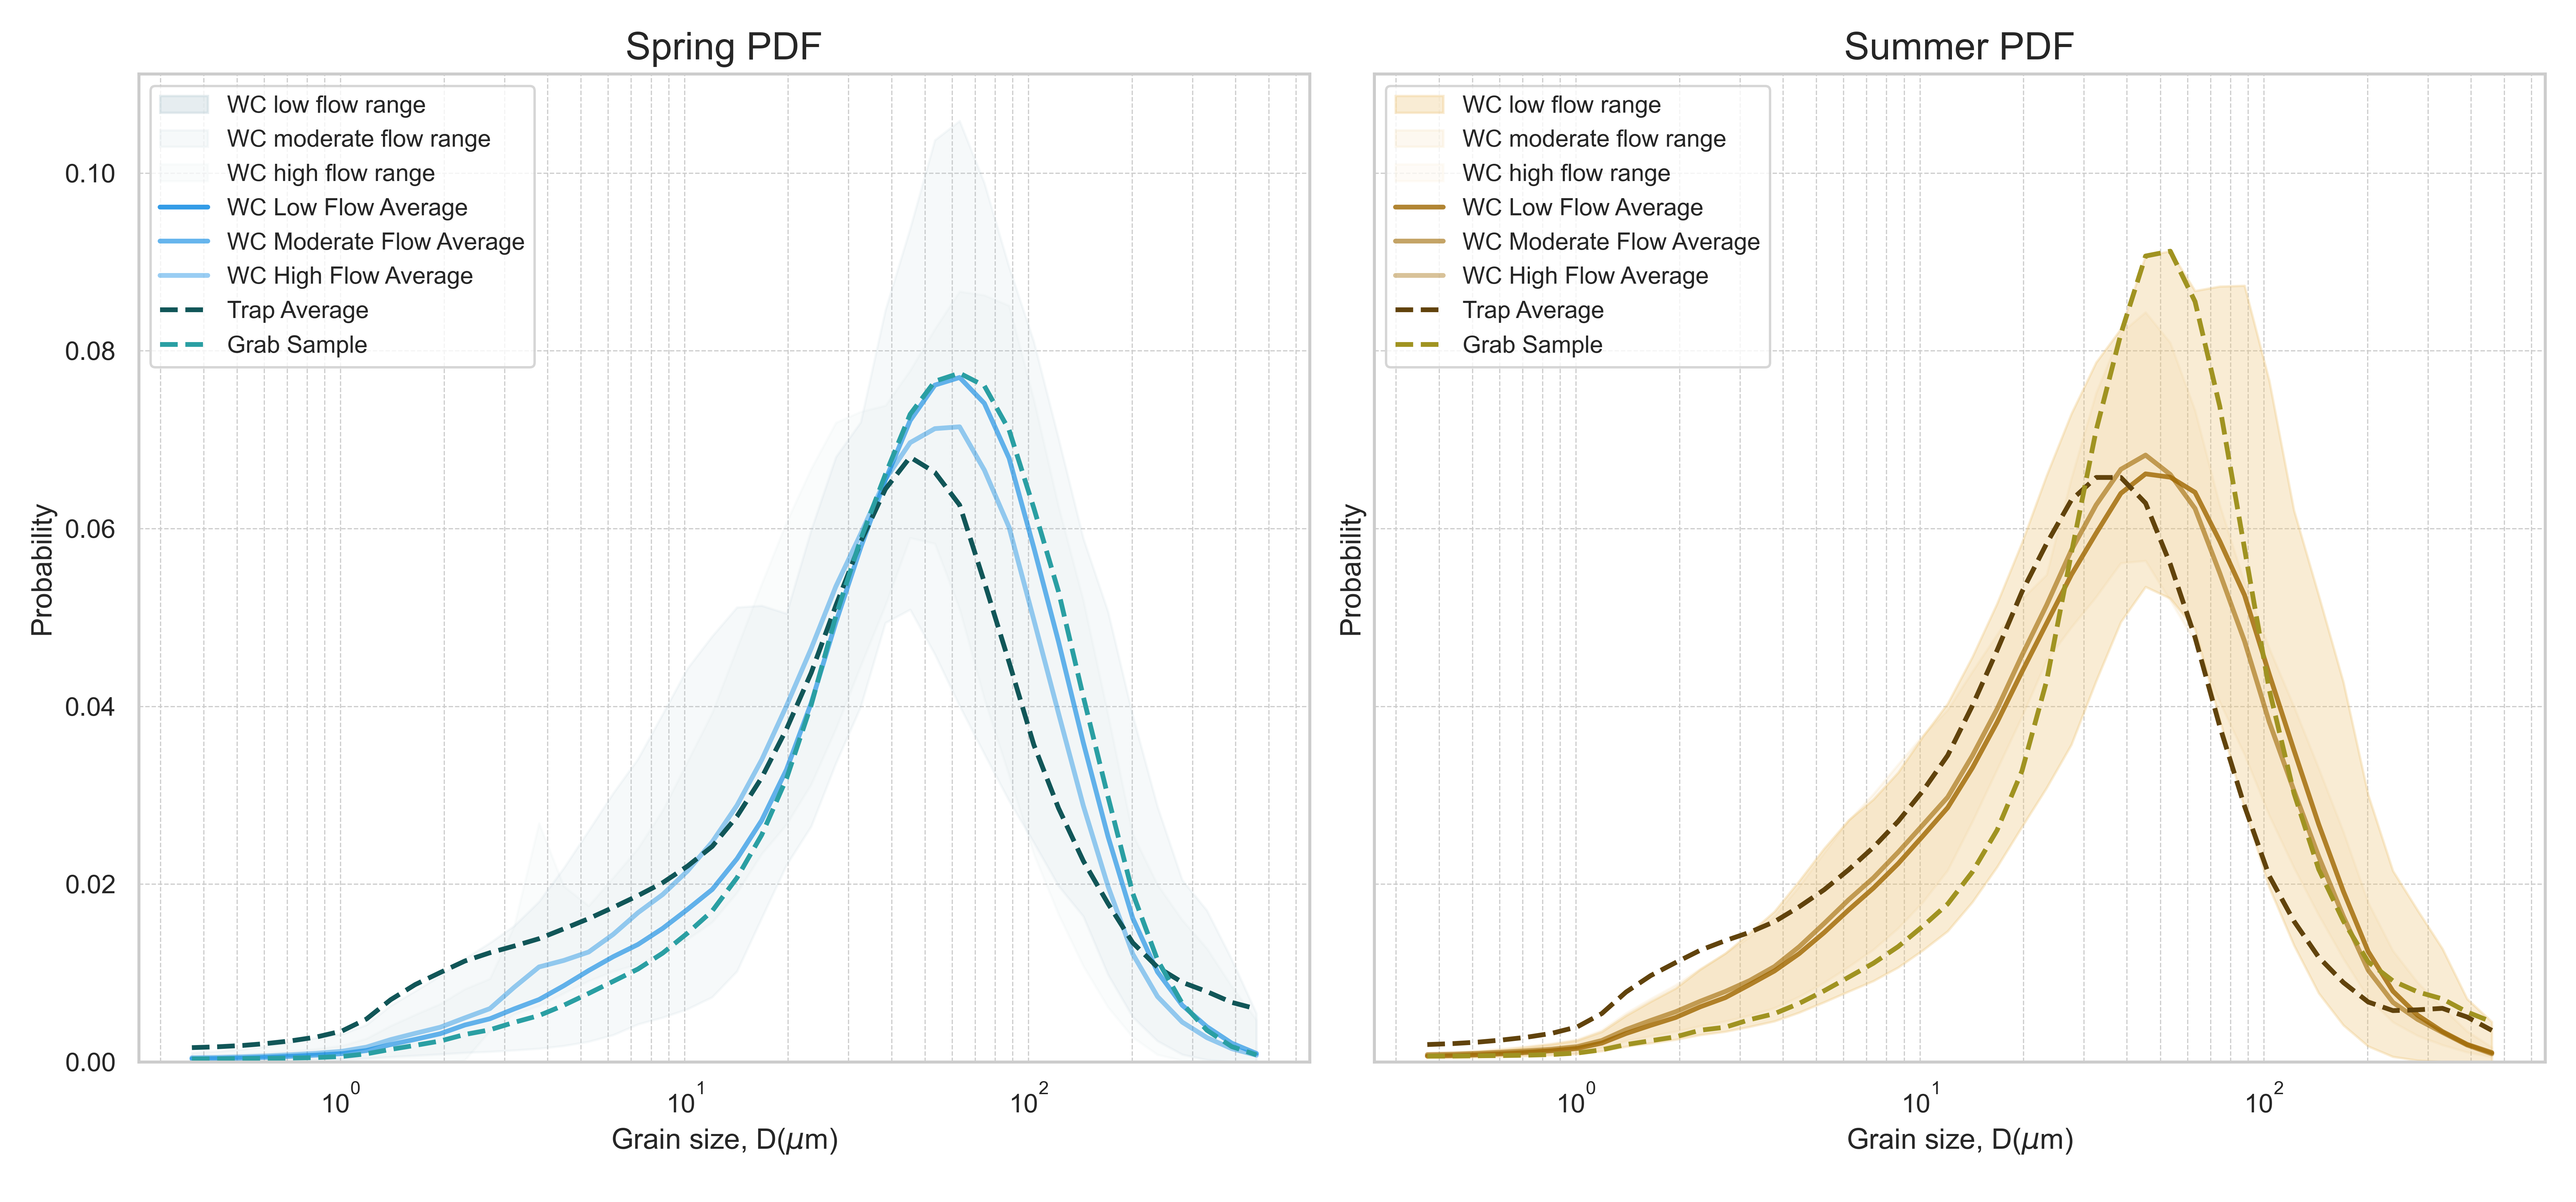 Spring PDF
WC low flow range
WC moderate flow range
WC high flow range
WC Low Flow Average
WC Moderate Flow Average
WC High Flow Average
Trap Average
Grab Sample
0.10
0.08
0.06
0.04
0.02
0.00
Probability
10^0
10^1
10^2
Grain size, D(μm)
Summer PDF
WC low flow range
WC moderate flow range
WC high flow range
WC Low Flow Average
WC Moderate Flow Average
WC High Flow Average
Trap Average
Grab Sample
Probability
10^0
10^1
10^2
Grain size, D(μm)